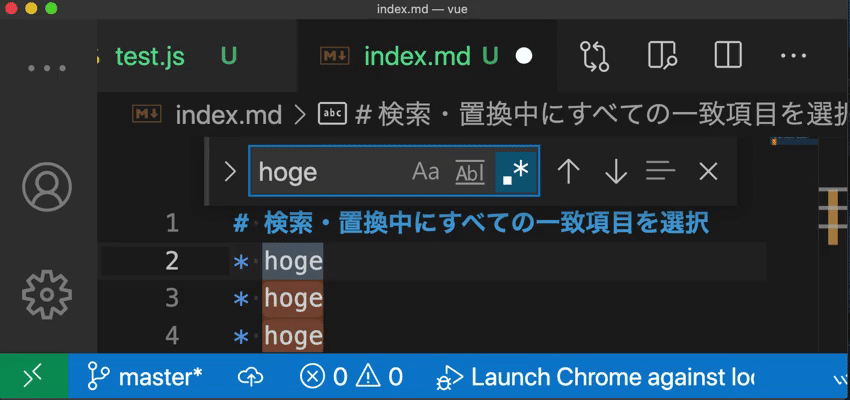 index.md — vue
test.js U index.md U
index.md > # 検索・置換中にすべての一致項目を選択
hoge Aa Abl .*
1 # 検索・置換中にすべての一致項目を選択
2 * hoge
3 * hoge
4 * hoge
master* 0 0 Launch Chrome against loc